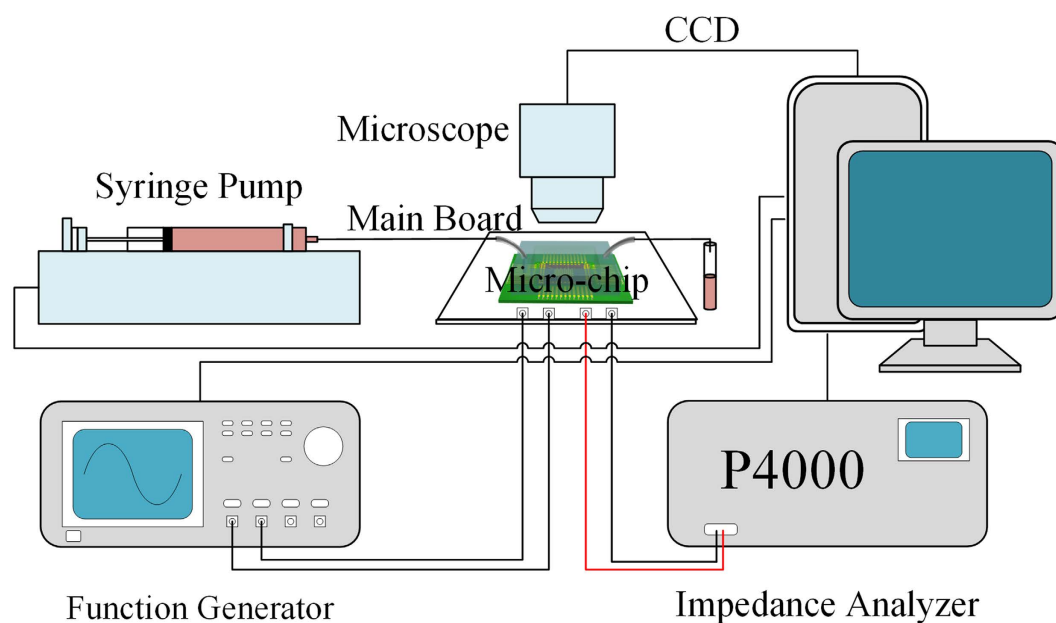 CCD
Microscope
Syringe Pump
Main Board
Micro-chip
P4000
Function Generator
Impedance Analyzer